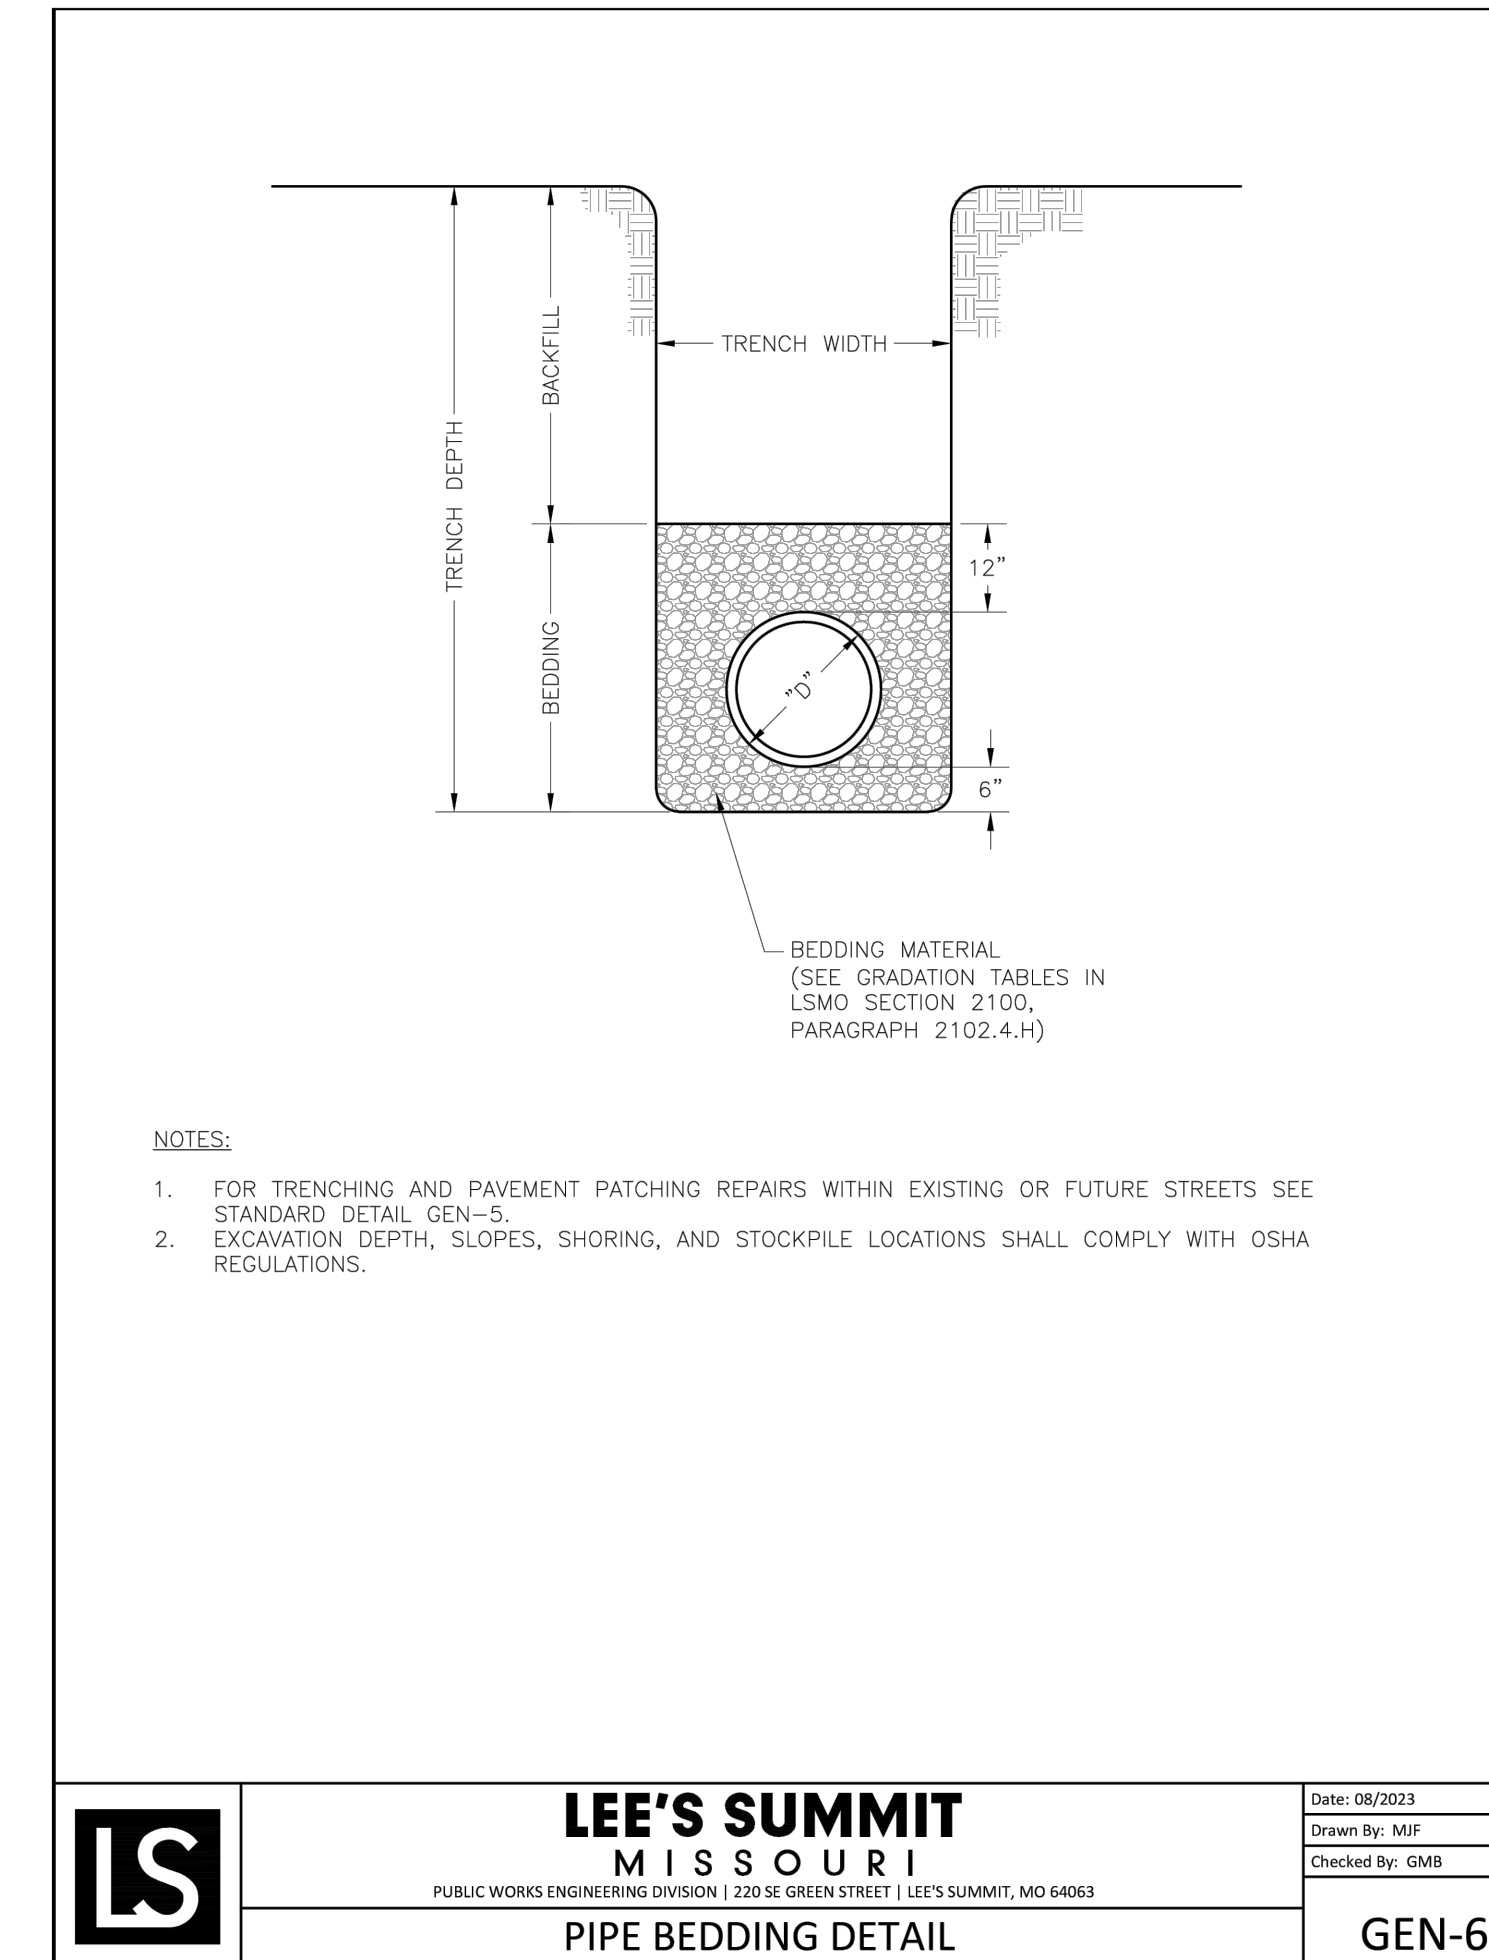 BACKFILL
TRENCH WIDTH
TRENCH DEPTH
12”
BEDDING
”D”
6”
BEDDING MATERIAL
(SEE GRADATION TABLES IN
LSMO SECTION 2100,
PARAGRAPH 2102.4.H)
NOTES:
1. FOR TRENCHING AND PAVEMENT PATCHING REPAIRS WITHIN EXISTING OR FUTURE STREETS SEE
STANDARD DETAIL GEN-5.
2. EXCAVATION DEPTH, SLOPES, SHORING, AND STOCKPILE LOCATIONS SHALL COMPLY WITH OSHA
REGULATIONS.
LS
LEE'S SUMMIT
MISSOURI
PUBLIC WORKS ENGINEERING DIVISION | 220 SE GREEN STREET | LEE'S SUMMIT, MO 64063
PIPE BEDDING DETAIL
Date: 08/2023
Drawn By: MJF
Checked By: GMB
GEN-6